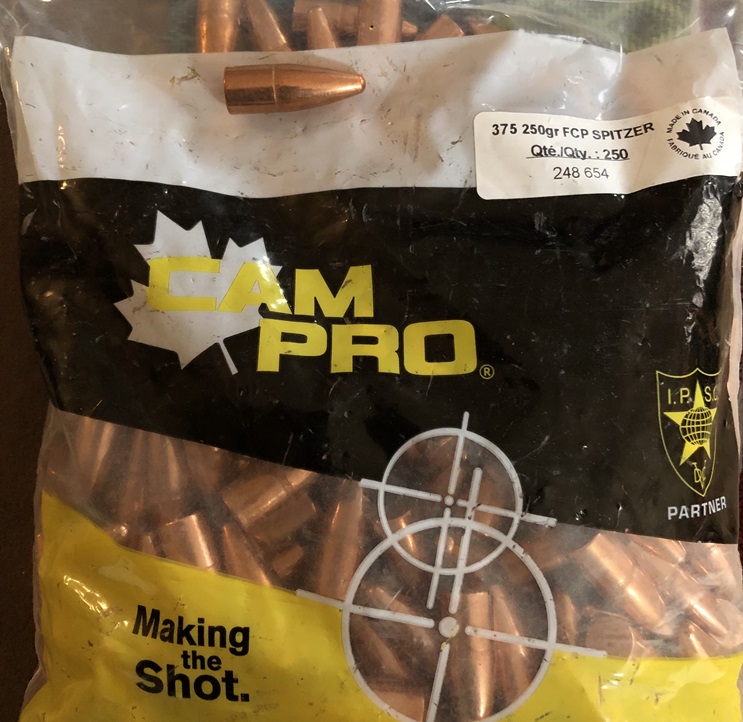 375 250gr FCP SPITZER
Qté./Qty. : 250
248 654
MADE IN CANADA
FABRIQUÉ AU CANADA
CAM
PRO®
I.P.S.C
DVC
PARTNER
Making
the
Shot.